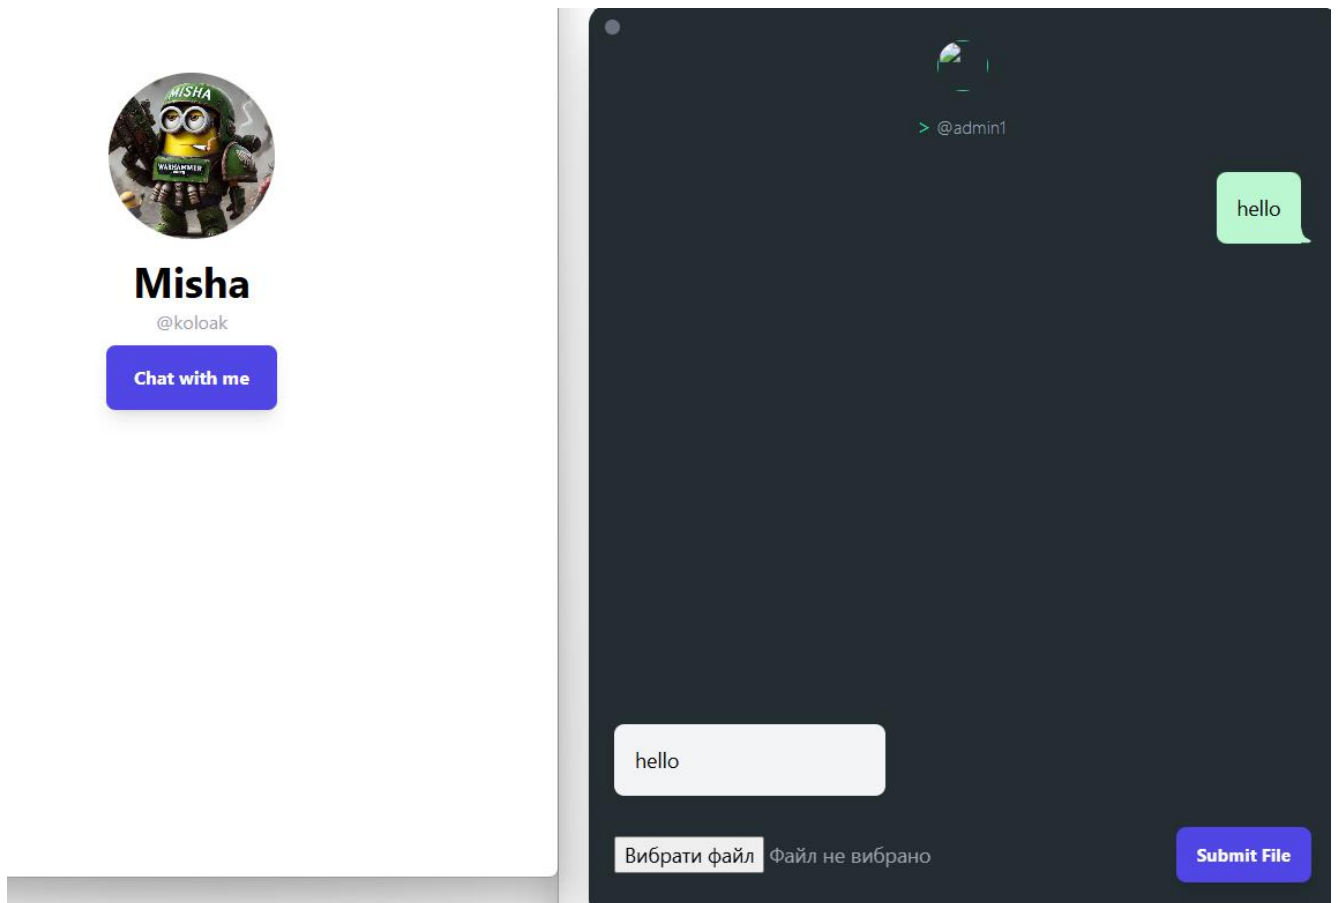 MISHA
WARHAMMER
Misha
@koloak
Chat with me
> @admin1
hello
hello
Вибрати файл Файл не вибрано
Submit File